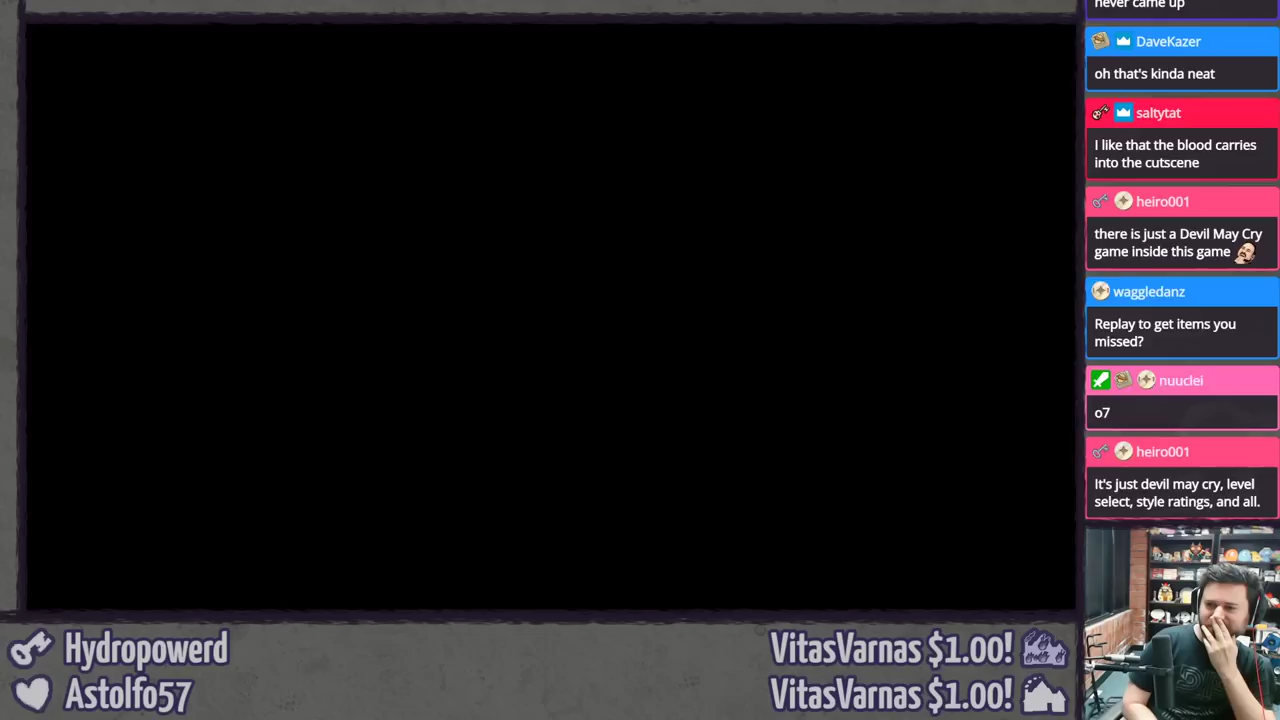 never came up
DaveKazer
oh that's kinda neat
saltytat
I like that the blood carries
into the cutscene
heiro001
there is just a Devil May Cry
game inside this game
waggledanz
Replay to get items you
missed?
nuuclei
o7
heiro001
It's just devil may cry, level
select, style ratings, and all.
Hydropowerd
VitasVarnas $1.00!
Astolfo57
VitasVarnas $1.00!